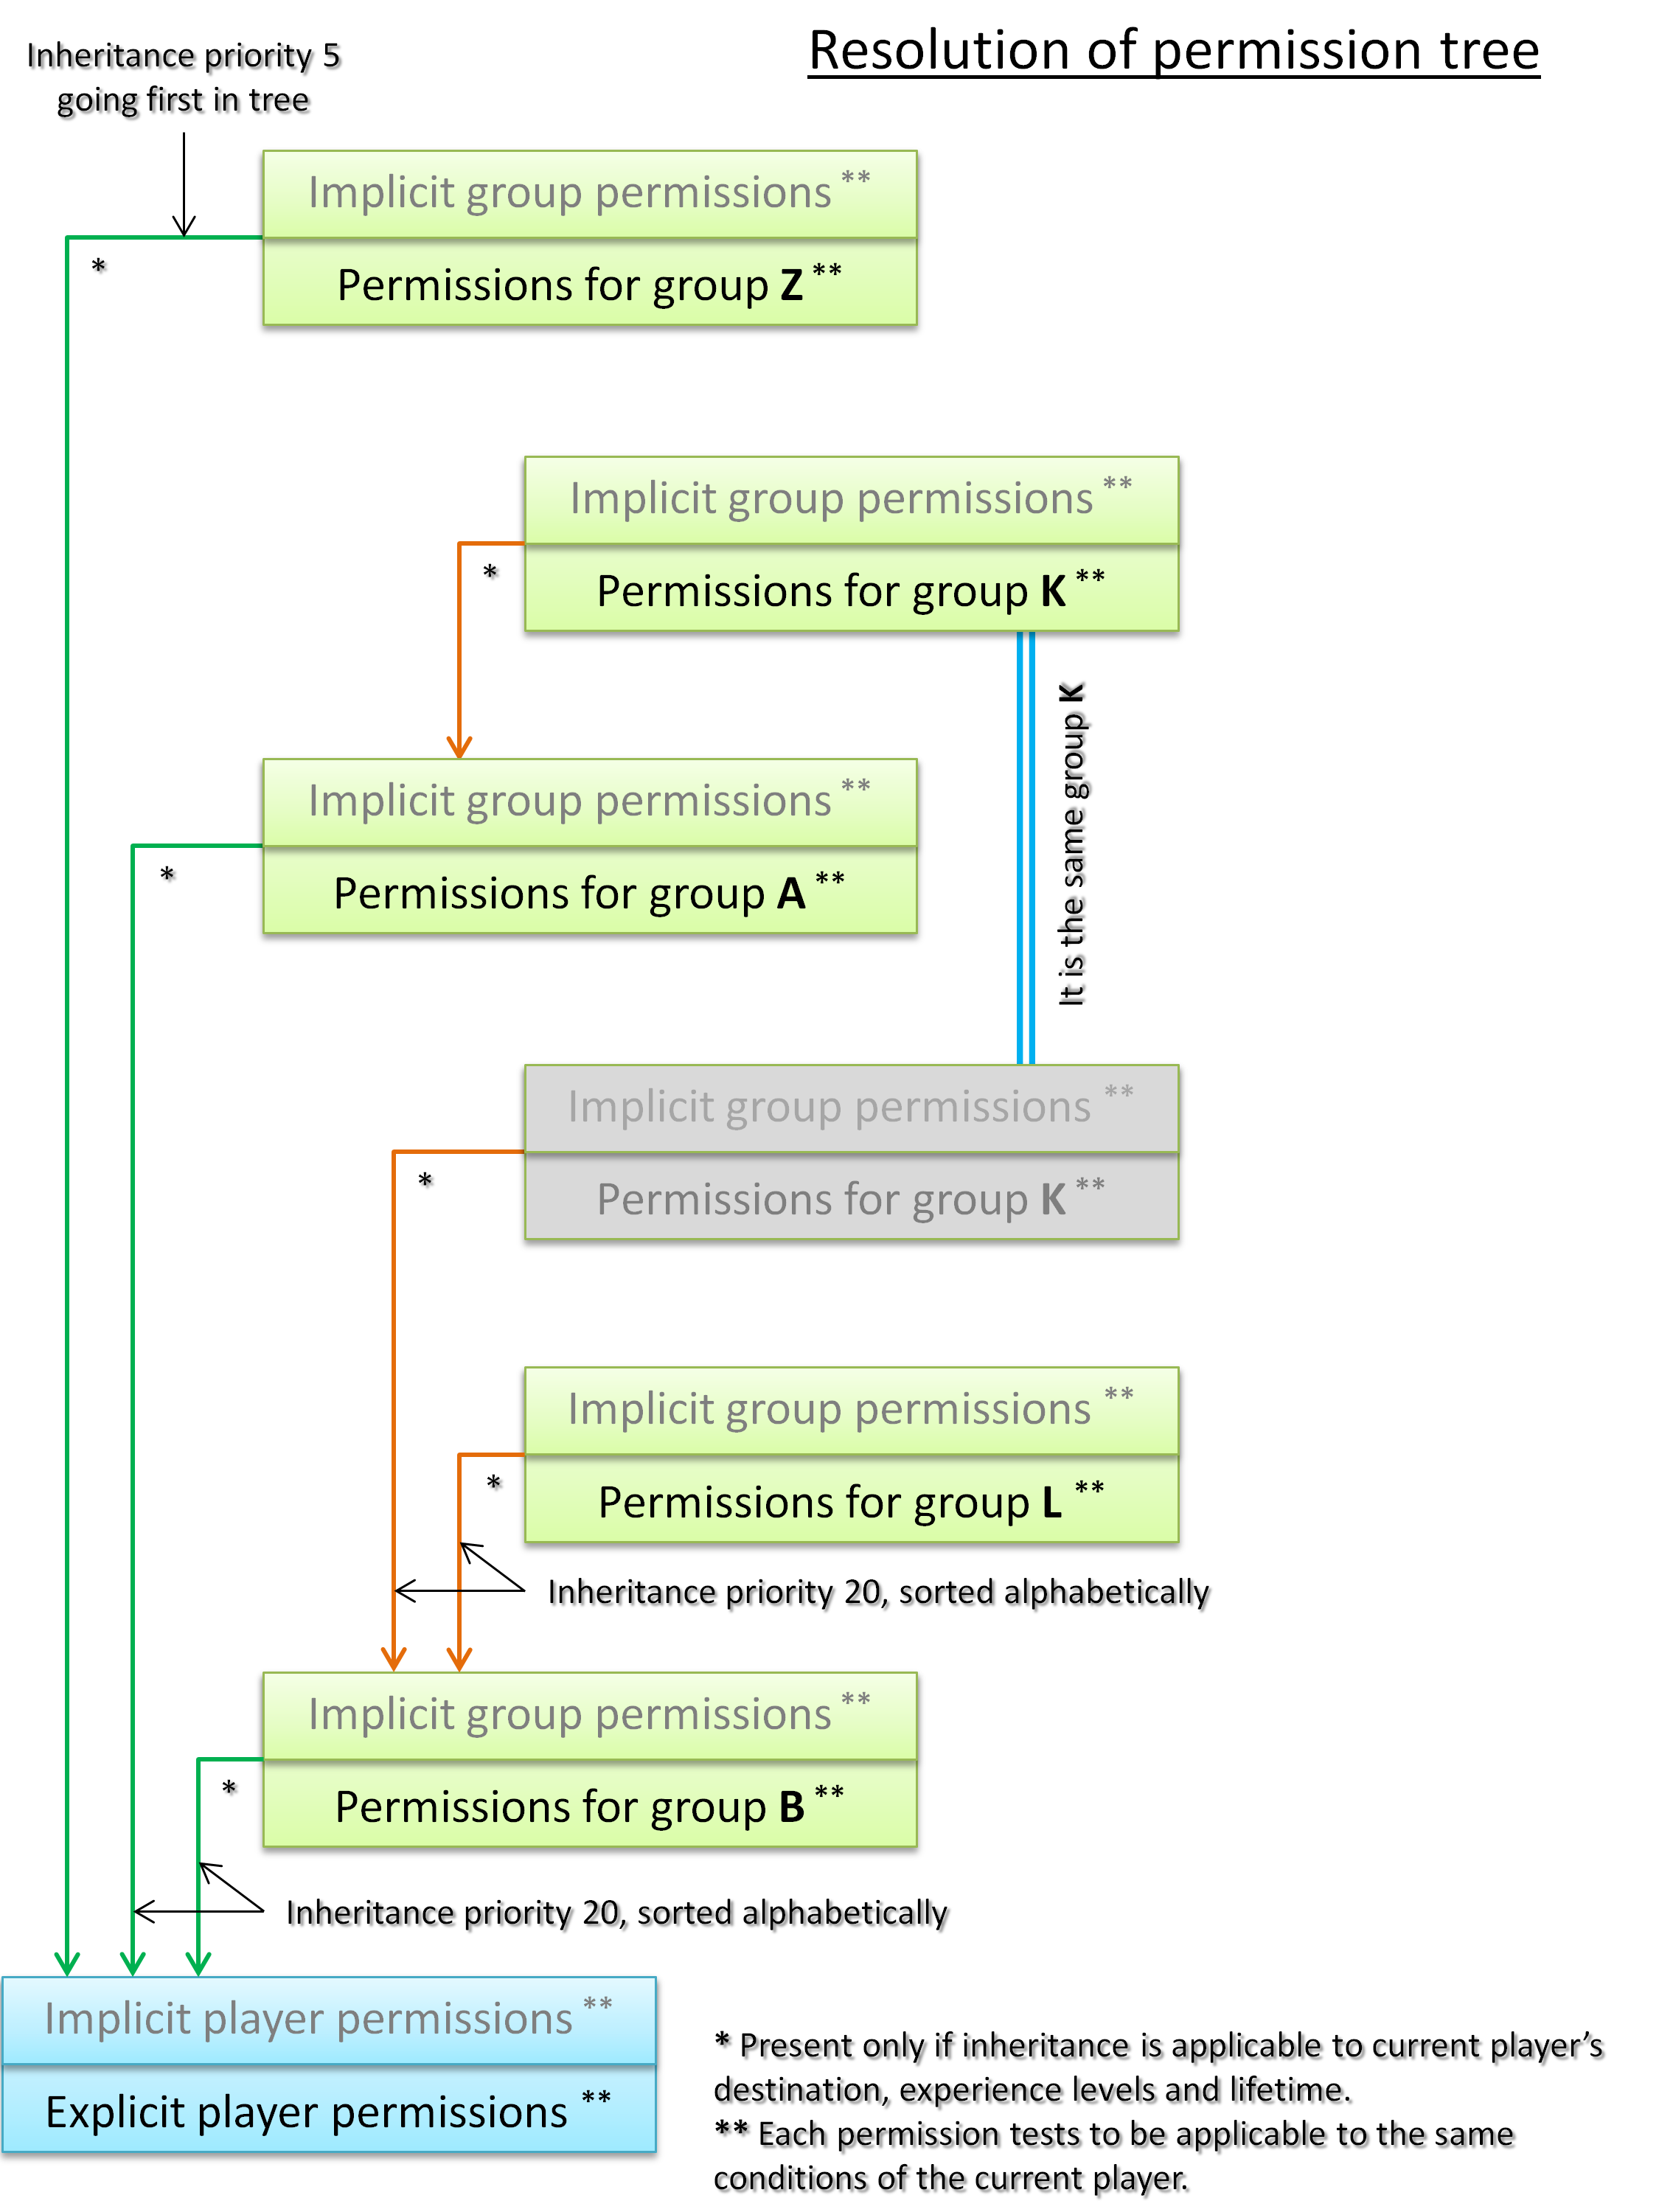 Resolution of permission tree
Inheritance priority 5
going first in tree
Implicit group permissions **
*
Permissions for group Z **
Implicit group permissions **
*
Permissions for group K **
It is the same group K
Implicit group permissions **
*
Permissions for group A **
Implicit group permissions **
*
Permissions for group K **
Implicit group permissions **
*
Permissions for group L **
Inheritance priority 20, sorted alphabetically
Implicit group permissions **
*
Permissions for group B **
Inheritance priority 20, sorted alphabetically
Implicit player permissions **
Explicit player permissions **
* Present only if inheritance is applicable to current player’s
destination, experience levels and lifetime.
** Each permission tests to be applicable to the same
conditions of the current player.